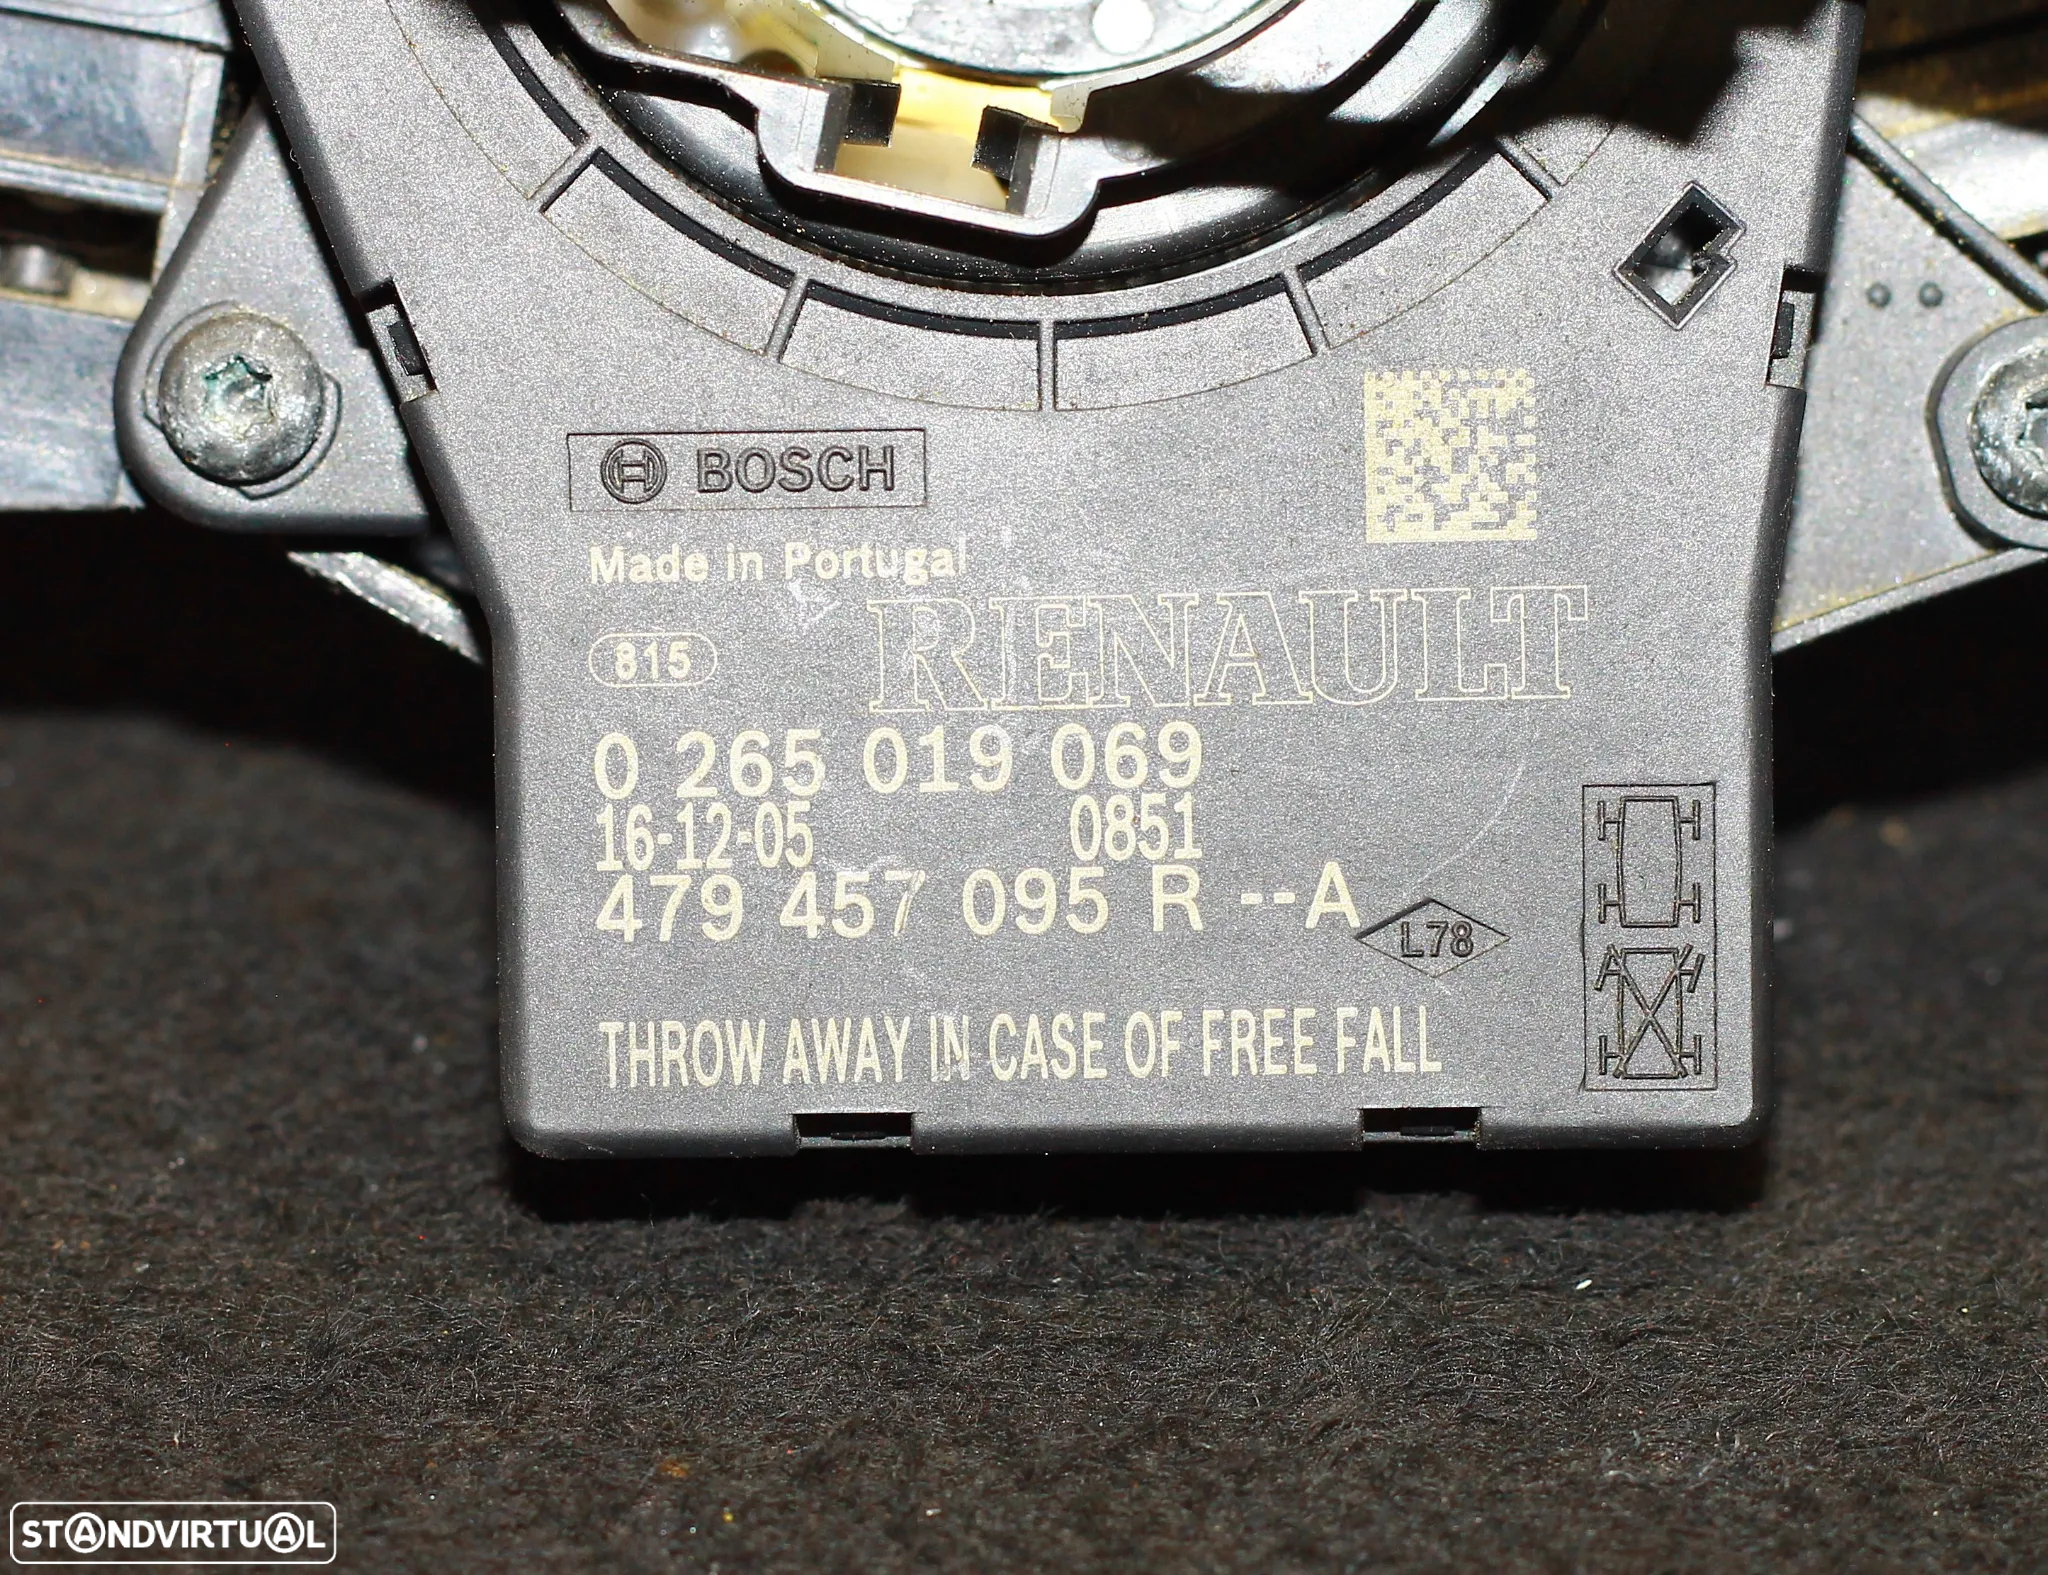 BOSCH
Made in Portugal
815
RENAULT
0 265 019 069
16-12-05 0851
479 457 095 R --A
L78
THROW AWAY IN CASE OF FREE FALL
STANDVIRTUAL